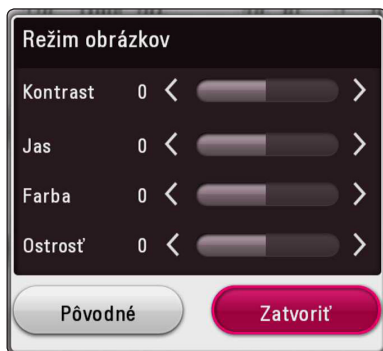 Režim obrázkov
Kontrast 0
Jas 0
Farba 0
Ostrosť 0
Pôvodné Zatvoriť